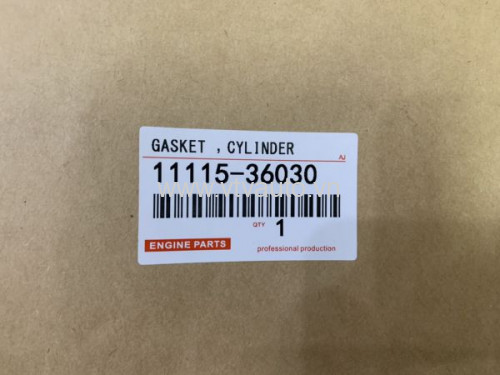 GASKET , CYLINDER
AJ
11115-36030
QTY 1
ENGINE PARTS
professional production